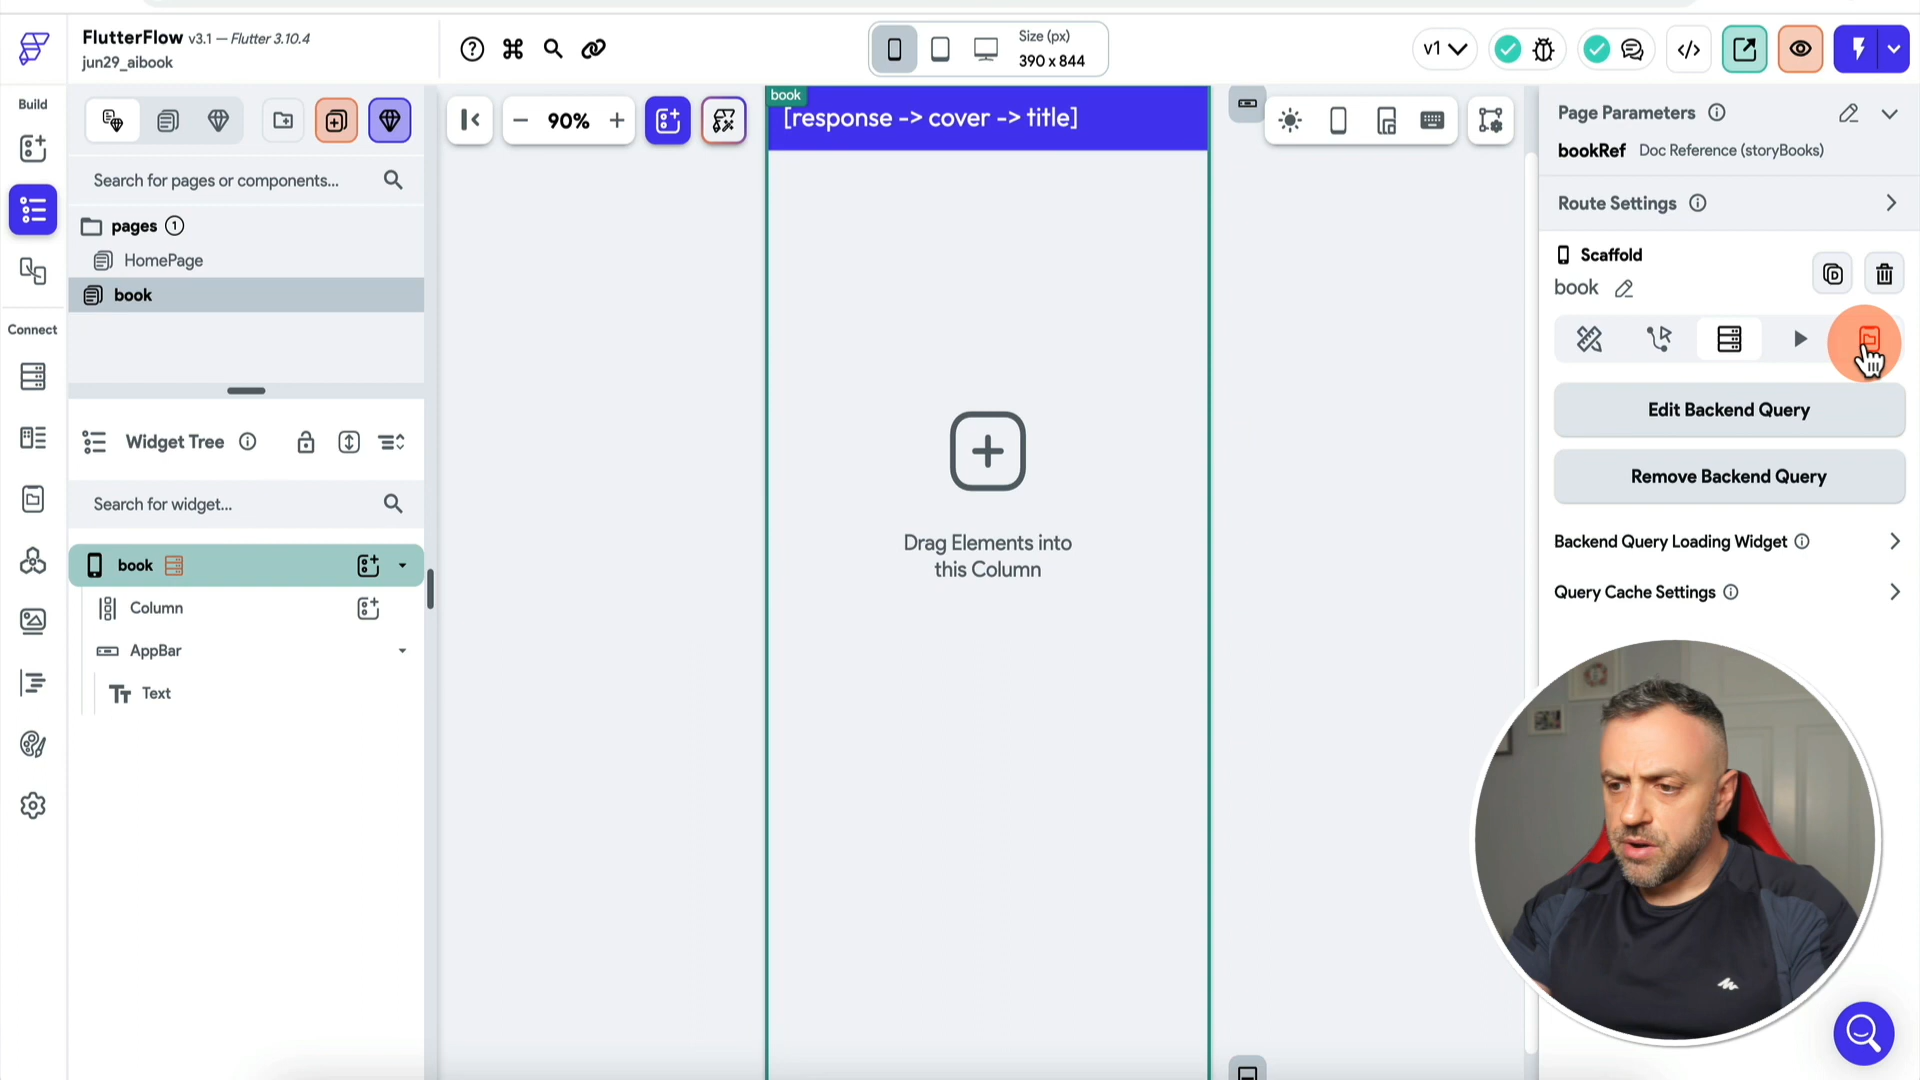 FlutterFlow v3.1 — Flutter 3.10.4
jun29_aibook
Size (px)
390 x 844
v1
Build
90%
book
[response -> cover -> title]
Page Parameters
bookRef Doc Reference (storyBooks)
Search for pages or components...
pages 1
Route Settings
HomePage
Scaffold
book
book
Connect
Edit Backend Query
Widget Tree
Remove Backend Query
Search for widget...
Drag Elements into
this Column
Backend Query Loading Widget
book
Query Cache Settings
Column
AppBar
Tt Text